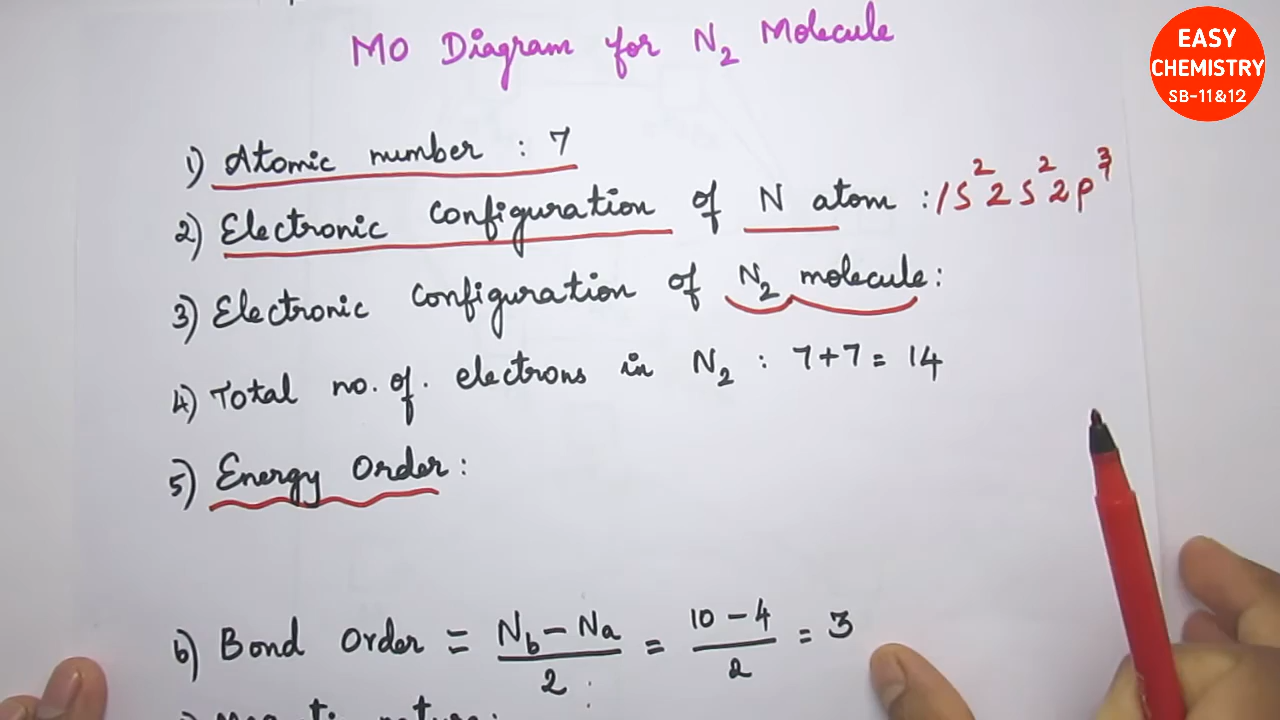 MO Diagram for N₂ Molecule
EASY
CHEMISTRY
SB-11&12
1) Atomic number : 7
2) Electronic configuration of N atom : 1s² 2s² 2p³
3) Electronic configuration of N₂ molecule:
4) Total no. of. electrons in N₂ : 7+7 = 14
5) Energy Order:
6) Bond Order = (Nb – Na)/2 = (10 – 4)/2 = 3
nature: